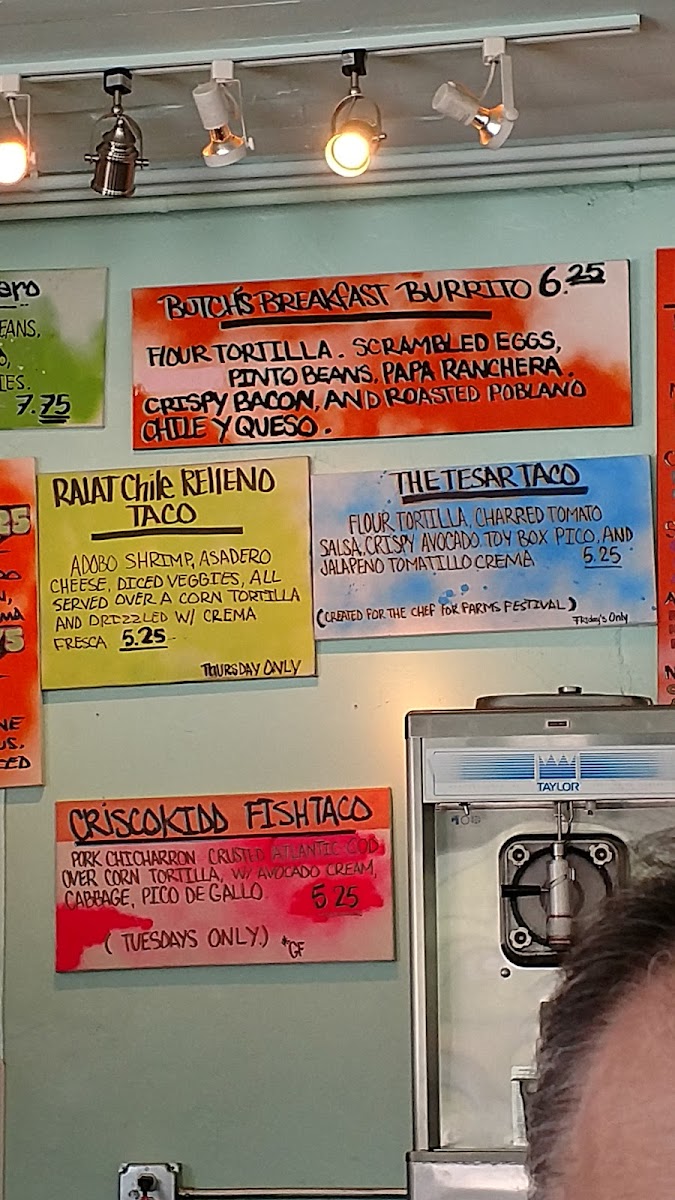 EANS,
7.75
BUTCH'S BREAKFAST BURRITO 6.25
FLOUR TORTILLA. SCRAMBLED EGGS,
PINTO BEANS, PAPA RANCHERA.
CRISPY BACON, AND ROASTED POBLANO
CHILE Y QUESO.
RALAT Chile RELLENO
TACO
ADOBO SHRIMP, ASADERO
CHEESE, DICED VEGGIES, ALL
SERVED OVER A CORN TORTILLA
AND DRIZZLED W/ CREMA
FRESCA 5.25
THURSDAY ONLY
THE TESAR TACO
FLOUR TORTILLA, CHARRED TOMATO
SALSA, CRISPY AVOCADO, TOY BOX PICO, AND
JALAPENO TOMATILLO CREMA 5.25
(CREATED FOR THE CHEF FOR FARMS FESTIVAL)
FRIday's Only
TAYLOR
CRISCOKIDD FISH TACO
PORK CHICHARRON CRUSTED ATLANTIC COD
OVER CORN TORTILLA, W/ AVOCADO CREAM,
CABBAGE, PICO DE GALLO. 5 25
(TUESDAYS ONLY.) *GF